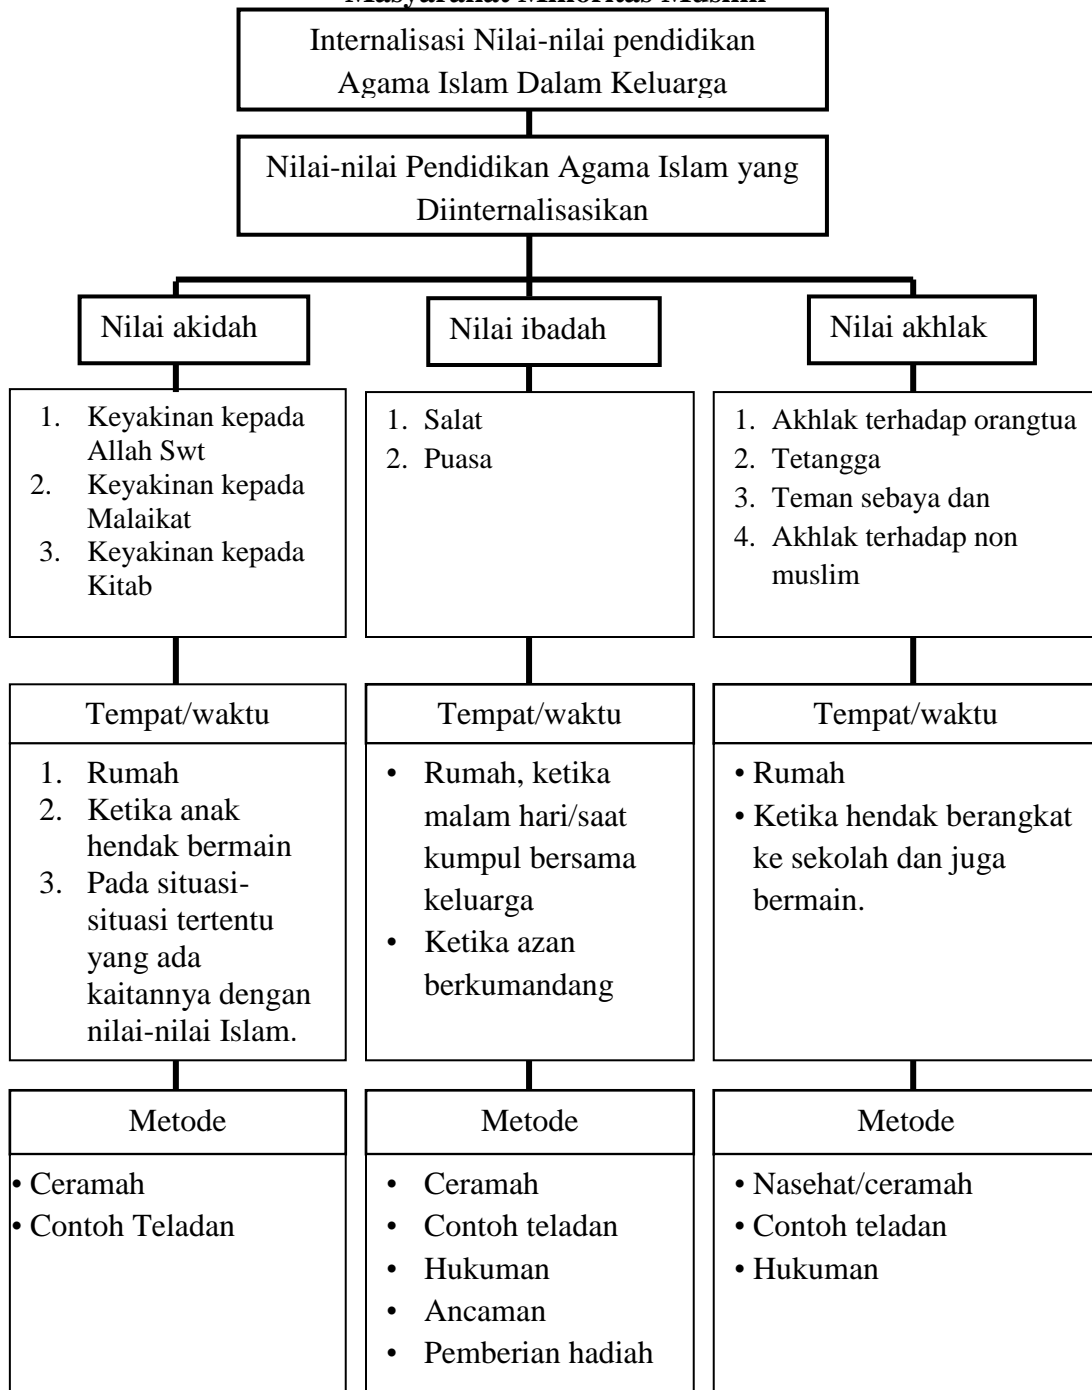 Masyarakat Minoritas Muslim
Internalisasi Nilai-nilai pendidikan
Agama Islam Dalam Keluarga
Nilai-nilai Pendidikan Agama Islam yang
Diinternalisasikan
Nilai akidah
1. Keyakinan kepada
Allah Swt
2. Keyakinan kepada
Malaikat
3. Keyakinan kepada
Kitab
Tempat/waktu
1. Rumah
2. Ketika anak
hendak bermain
3. Pada situasi-
situasi tertentu
yang ada
kaitannya dengan
nilai-nilai Islam.
Metode
• Ceramah
• Contoh Teladan
Nilai ibadah
1. Salat
2. Puasa
Tempat/waktu
• Rumah, ketika
malam hari/saat
kumpul bersama
keluarga
• Ketika azan
berkumandang
Metode
• Ceramah
• Contoh teladan
• Hukuman
• Ancaman
• Pemberian hadiah
Nilai akhlak
1. Akhlak terhadap orangtua
2. Tetangga
3. Teman sebaya dan
4. Akhlak terhadap non
muslim
Tempat/waktu
• Rumah
• Ketika hendak berangkat
ke sekolah dan juga
bermain.
Metode
• Nasehat/ceramah
• Contoh teladan
• Hukuman